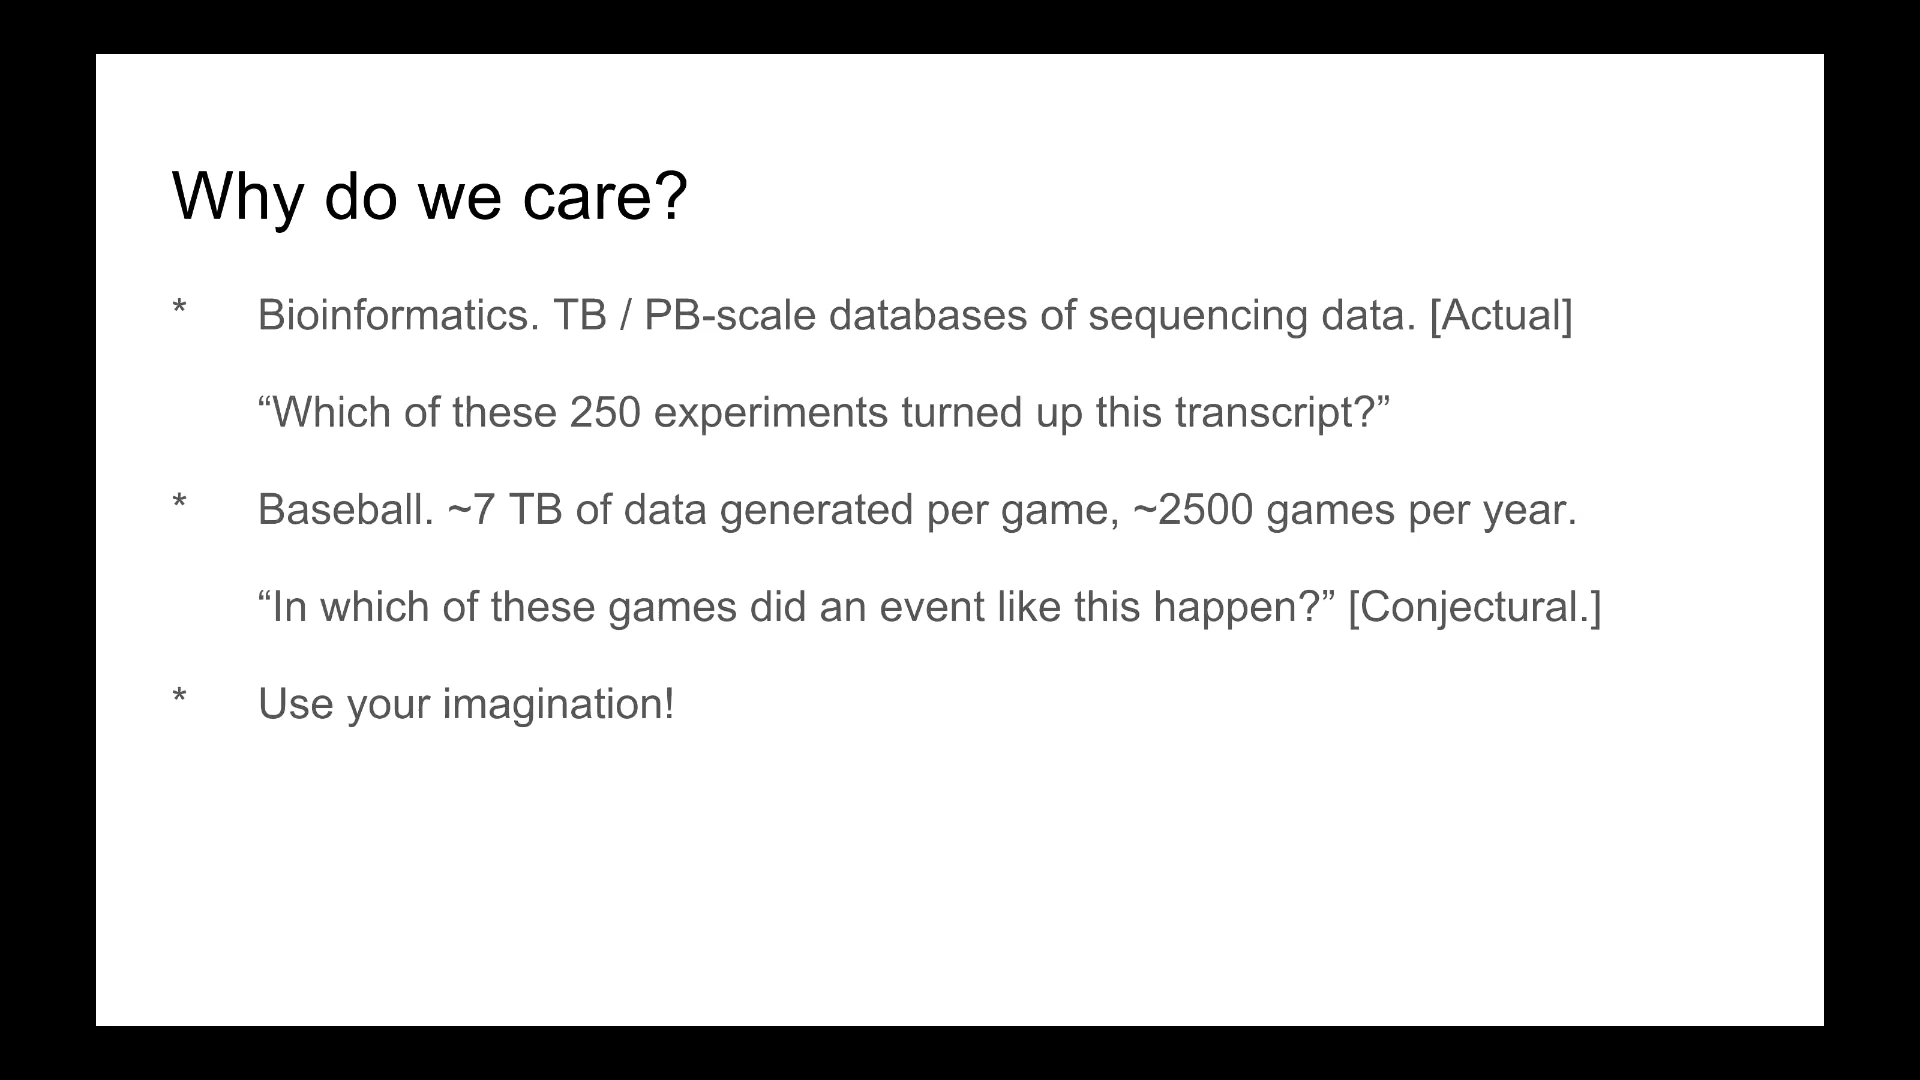 Why do we care?
* Bioinformatics. TB / PB-scale databases of sequencing data. [Actual]
“Which of these 250 experiments turned up this transcript?”
* Baseball. ~7 TB of data generated per game, ~2500 games per year.
“In which of these games did an event like this happen?” [Conjectural.]
* Use your imagination!